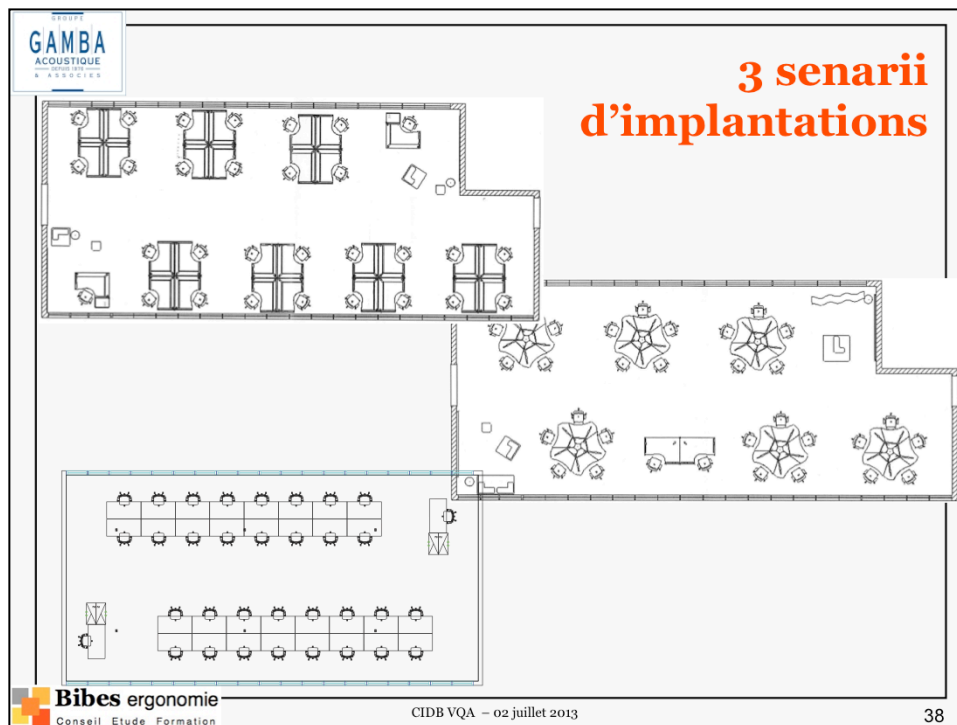 GROUPE
GAMBA
ACOUSTIQUE
DEPUIS 1976
& ASSOCIES
3 senarii
d’implantations
Bibes ergonomie
Conseil Etude Formation
CIDB VQA – 02 juillet 2013
38